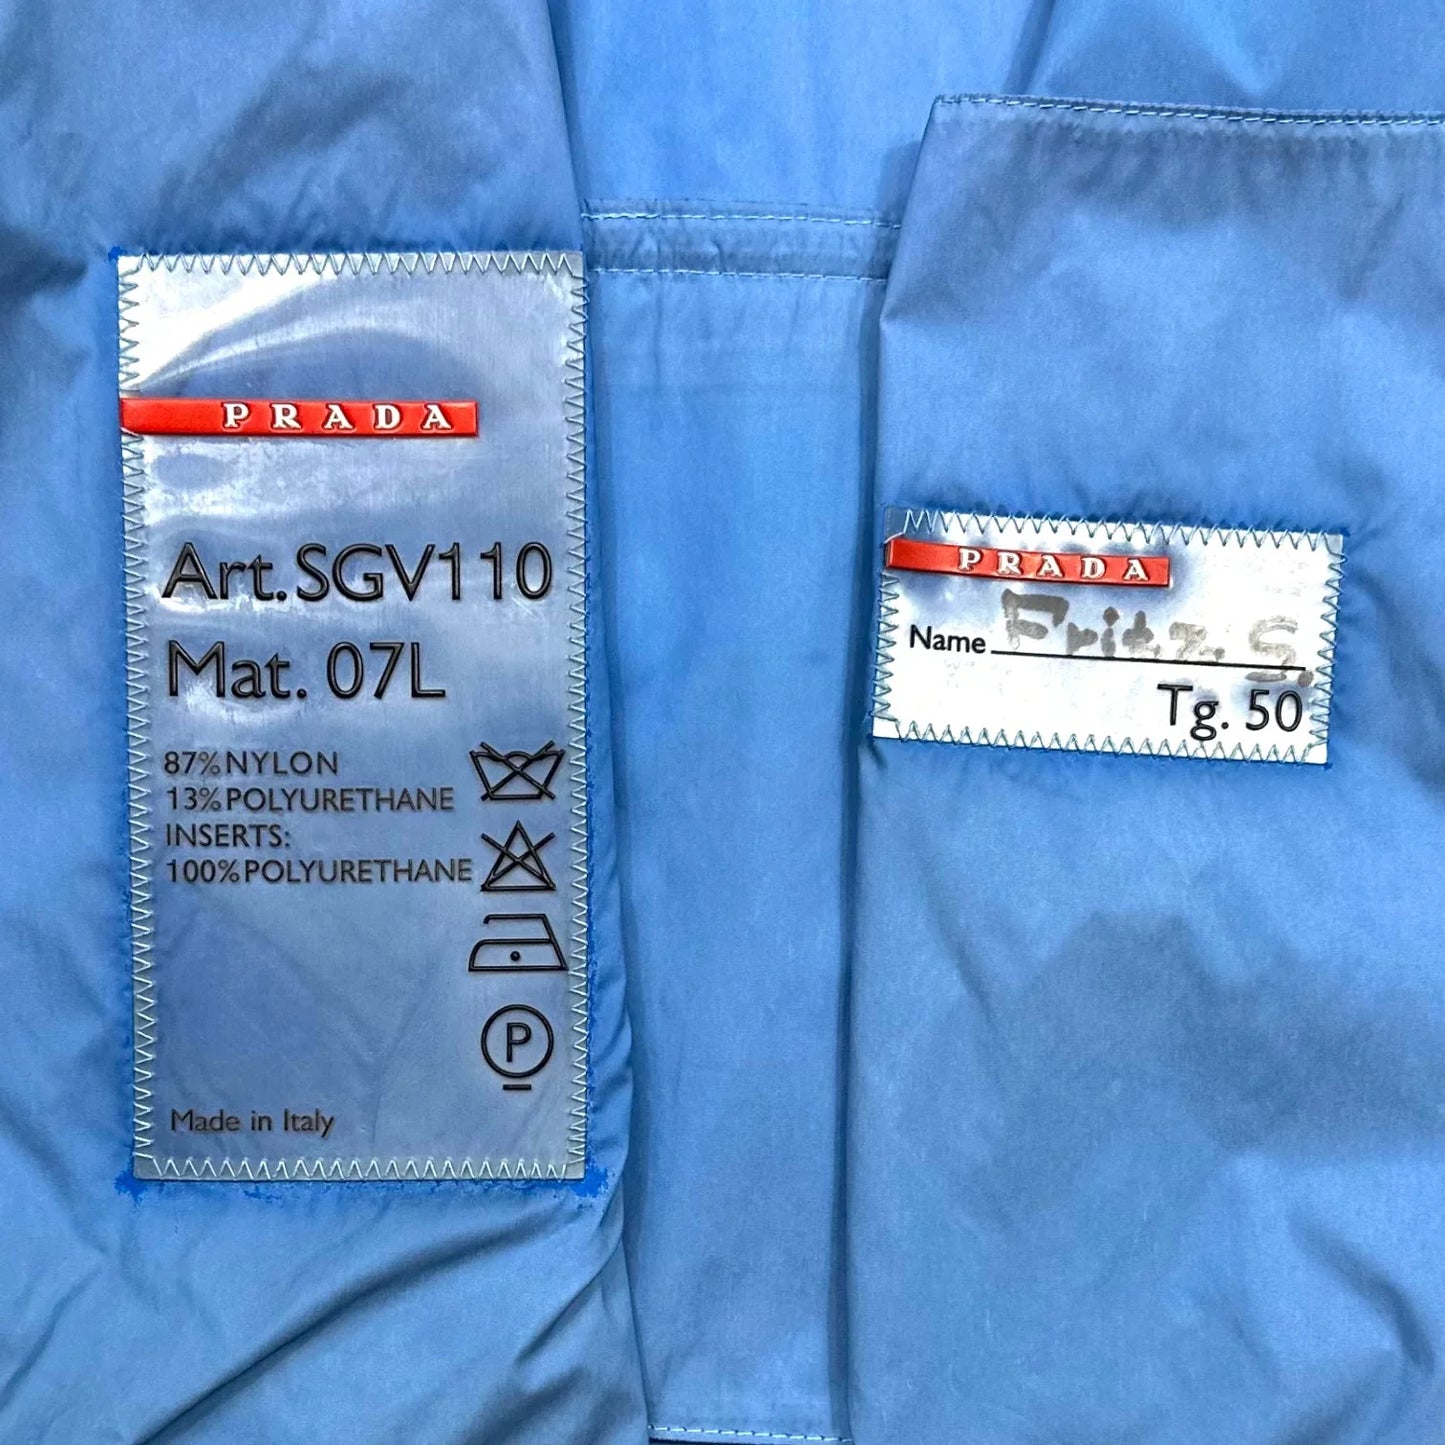 PRADA
Art. SGV110
Mat. 07L
87% NYLON
13% POLYURETHANE
INSERTS:
100% POLYURETHANE
P
Made in Italy
PRADA
Name Fritz S.
Tg. 50